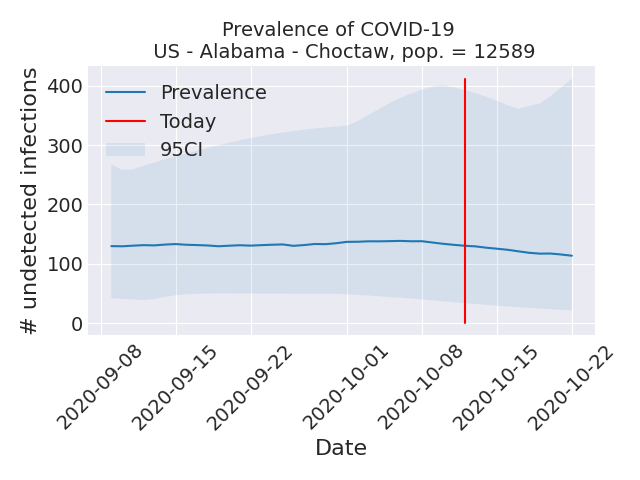 Prevalence of COVID-19
US - Alabama - Choctaw, pop. = 12589
# undetected infections
400
300
200
100
0
Prevalence
Today
95CI
2020-09-08
2020-09-15
2020-09-22
2020-10-01
2020-10-08
2020-10-15
2020-10-22
Date